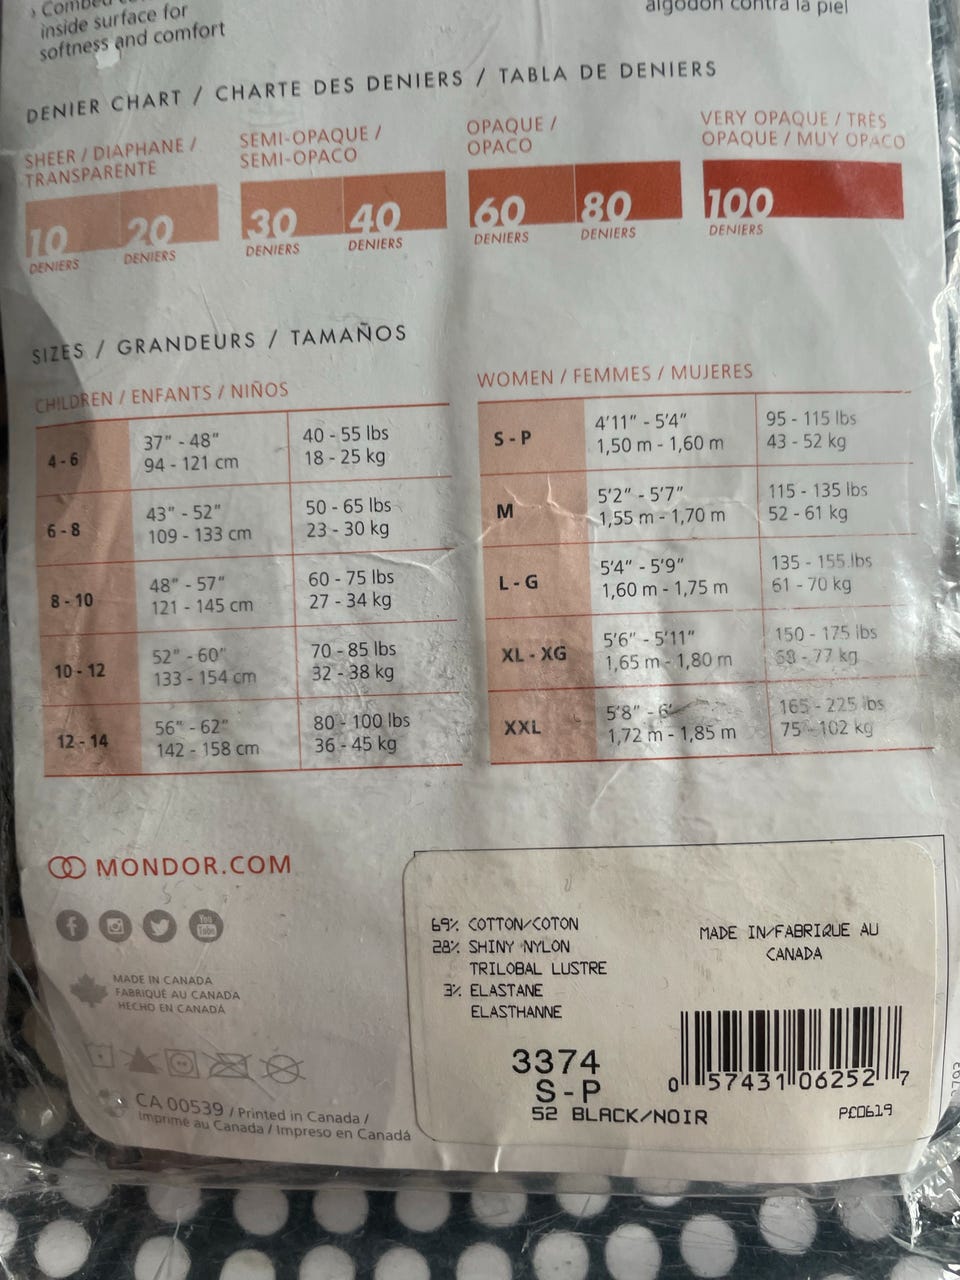 › Combed
inside surface for
softness and comfort
algodón contra la piel
DENIER CHART / CHARTE DES DENIERS / TABLA DE DENIERS
SHEER / DIAPHANE /
TRANSPARENTE
SEMI-OPAQUE /
SEMI-OPACO
OPAQUE /
OPACO
VERY OPAQUE / TRÈS
OPAQUE / MUY OPACO
10 20 30 40 60 80 100
DENIERS DENIERS DENIERS DENIERS DENIERS DENIERS DENIERS
SIZES / GRANDEURS / TAMAÑOS
CHILDREN / ENFANTS / NIÑOS
4-6 37" - 48" 40 - 55 lbs
94 - 121 cm 18 - 25 kg
6-8 43" - 52" 50 - 65 lbs
109 - 133 cm 23 - 30 kg
8-10 48" - 57" 60 - 75 lbs
121 - 145 cm 27 - 34 kg
10-12 52" - 60" 70 - 85 lbs
133 - 154 cm 32 - 38 kg
12-14 56" - 62" 80 - 100 lbs
142 - 158 cm 36 - 45 kg
WOMEN / FEMMES / MUJERES
S-P 4'11" - 5'4" 95 - 115 lbs
1,50 m - 1,60 m 43 - 52 kg
M 5'2" - 5'7" 115 - 135 lbs
1,55 m - 1,70 m 52 - 61 kg
L-G 5'4" - 5'9" 135 - 155 lbs
1,60 m - 1,75 m 61 - 70 kg
XL-XG 5'6" - 5'11" 150 - 175 lbs
1,65 m - 1,80 m 68 - 77 kg
XXL 5'8" - 6' 165 - 225 lbs
1,72 m - 1,85 m 75 - 102 kg
MONDOR.COM
You
Tube
MADE IN CANADA
FABRIQUÉ AU CANADA
HECHO EN CANADÁ
CA 00539 / Printed in Canada /
Imprimé au Canada / Impreso en Canadá
69% COTTON/COTON
28% SHINY NYLON
TRILOBAL LUSTRE
3% ELASTANE
ELASTHANNE
MADE IN/FABRIQUE AU
CANADA
3374
S-P
52 BLACK/NOIR
0 57431 06252 7
PC0619